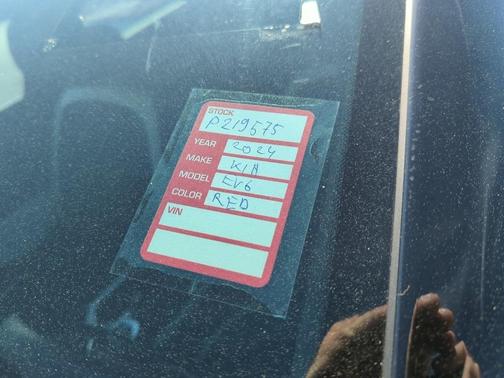 STOCK
P219575
YEAR 2024
MAKE KIA
MODEL EV6
COLOR RED
VIN